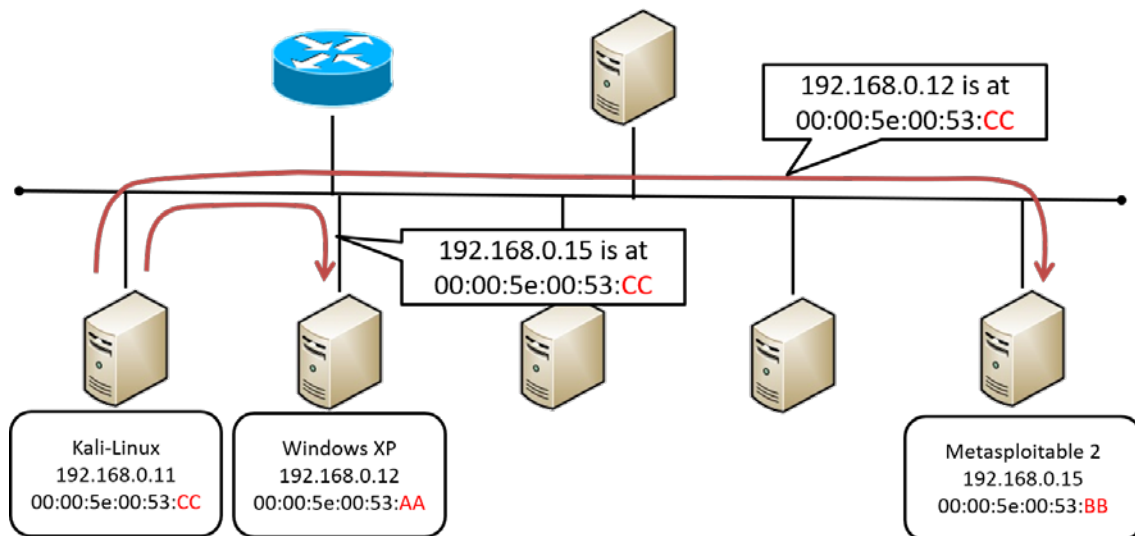 192.168.0.12 is at
00:00:5e:00:53:CC
192.168.0.15 is at
00:00:5e:00:53:CC
Kali-Linux
192.168.0.11
00:00:5e:00:53:CC
Windows XP
192.168.0.12
00:00:5e:00:53:AA
Metasploitable 2
192.168.0.15
00:00:5e:00:53:BB